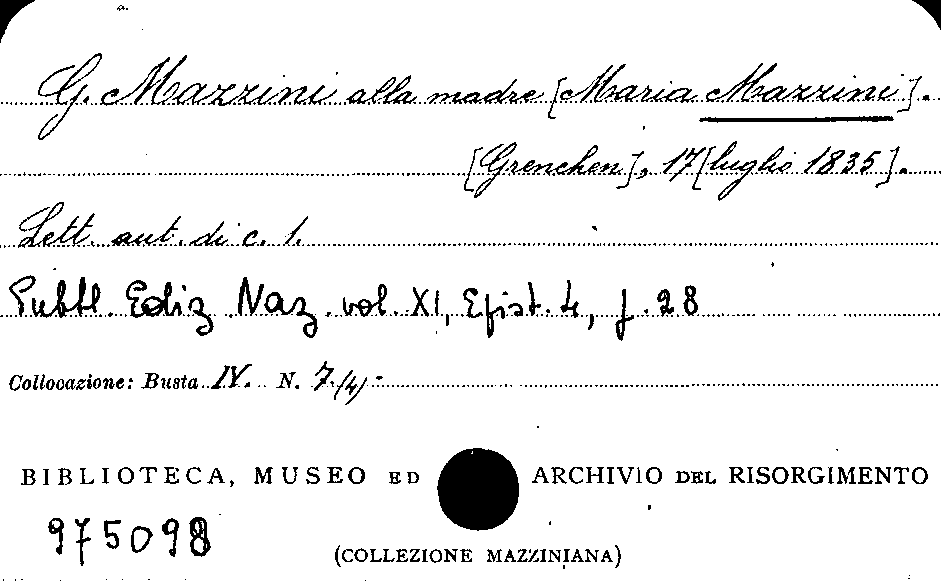 G. Mazzini alla madre [Maria Mazzini].
[Grenchen], 17 [luglio 1835].
Lett. aut. di c. 1.
Pubbl. Ediz. Naz. vol. XI, Epist. 4, p. 28
Collocazione: Busta IV. N. 7 (4)
BIBLIOTECA, MUSEO ED ARCHIVIO DEL RISORGIMENTO
975098
(COLLEZIONE MAZZINIANA)